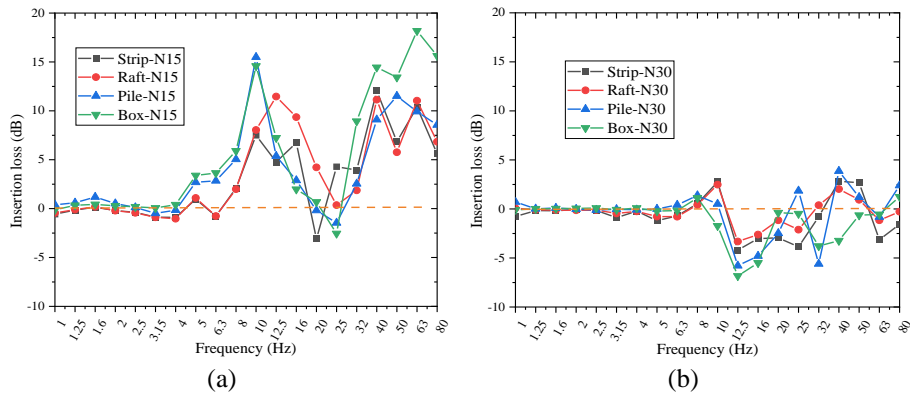 20
15
10
5
0
-5
-10
Insertion loss (dB)
Strip-N15
Raft-N15
Pile-N15
Box-N15
1 1.25 1.6 2 2.5 3.15 4 5 6.3 8 10 12.5 16 20 25 32 40 50 63 80
Frequency (Hz)
(a)
20
15
10
5
0
-5
-10
Insertion loss (dB)
Strip-N30
Raft-N30
Pile-N30
Box-N30
1 1.25 1.6 2 2.5 3.15 4 5 6.3 8 10 12.5 16 20 25 32 40 50 63 80
Frequency (Hz)
(b)